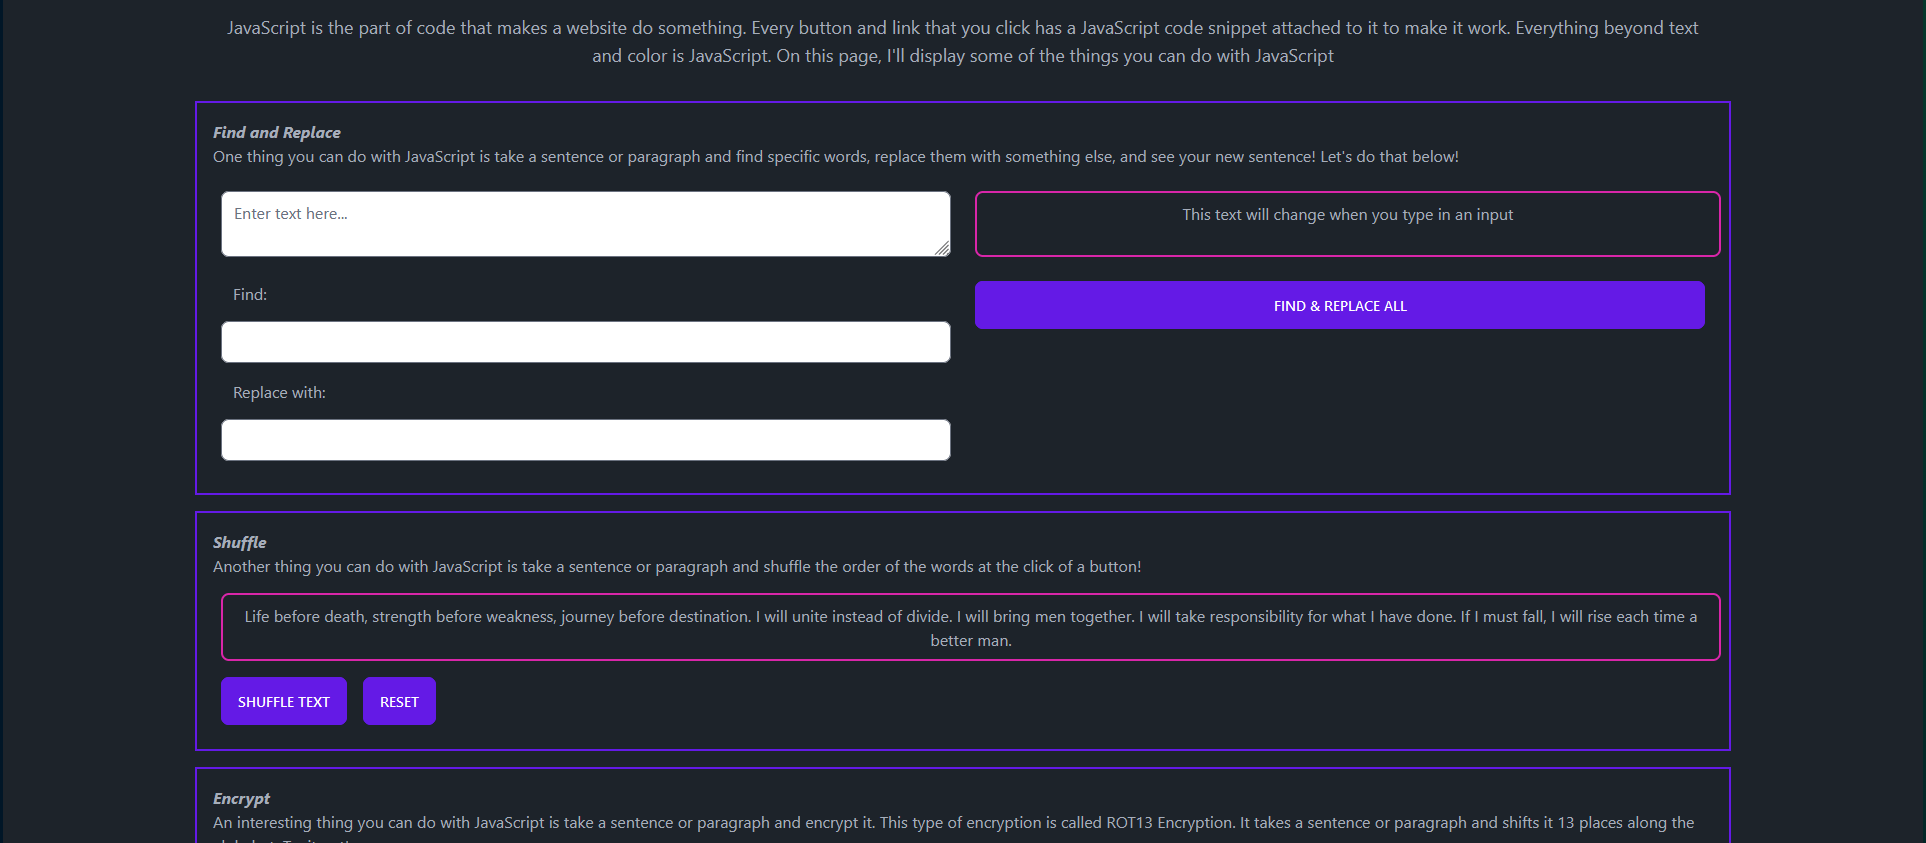 JavaScript is the part of code that makes a website do something. Every button and link that you click has a JavaScript code snippet attached to it to make it work. Everything beyond text
and color is JavaScript. On this page, I'll display some of the things you can do with JavaScript
Find and Replace
One thing you can do with JavaScript is take a sentence or paragraph and find specific words, replace them with something else, and see your new sentence! Let's do that below!
Enter text here...
This text will change when you type in an input
Find:
FIND & REPLACE ALL
Replace with:
Shuffle
Another thing you can do with JavaScript is take a sentence or paragraph and shuffle the order of the words at the click of a button!
Life before death, strength before weakness, journey before destination. I will unite instead of divide. I will bring men together. I will take responsibility for what I have done. If I must fall, I will rise each time a
better man.
SHUFFLE TEXT
RESET
Encrypt
An interesting thing you can do with JavaScript is take a sentence or paragraph and encrypt it. This type of encryption is called ROT13 Encryption. It takes a sentence or paragraph and shifts it 13 places along the